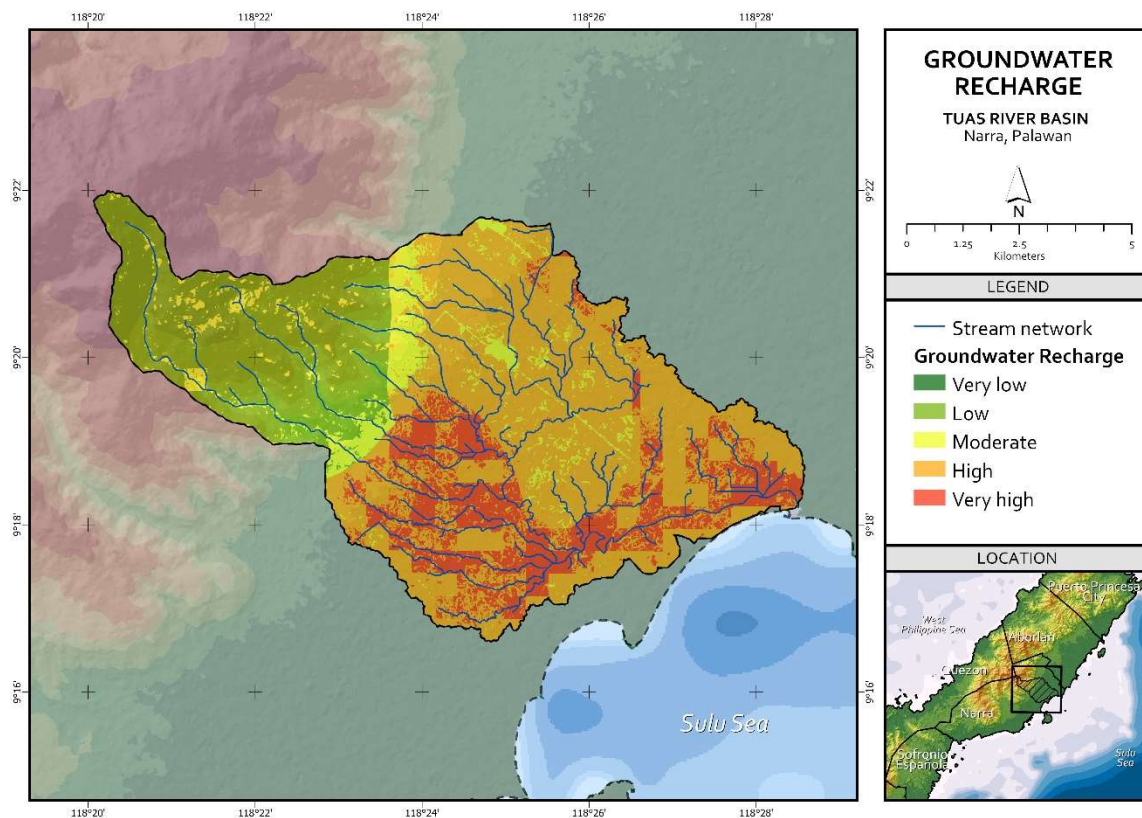 118°20'
118°22'
118°24'
118°26'
118°28'
9°22'
9°22'
9°20'
9°20'
9°18'
9°18'
9°16'
9°16'
Sulu Sea
118°20'
118°22'
118°24'
118°26'
118°28'
GROUNDWATER
RECHARGE
TUAS RIVER BASIN
Narra, Palawan
N
0 1.25 2.5 5
Kilometers
LEGEND
Stream network
Groundwater Recharge
Very low
Low
Moderate
High
Very high
LOCATION
Puerto Princesa
City
West
Philippine Sea
Aborlan
Quezon
Narra
Sofronio
Española
Sulu
Sea